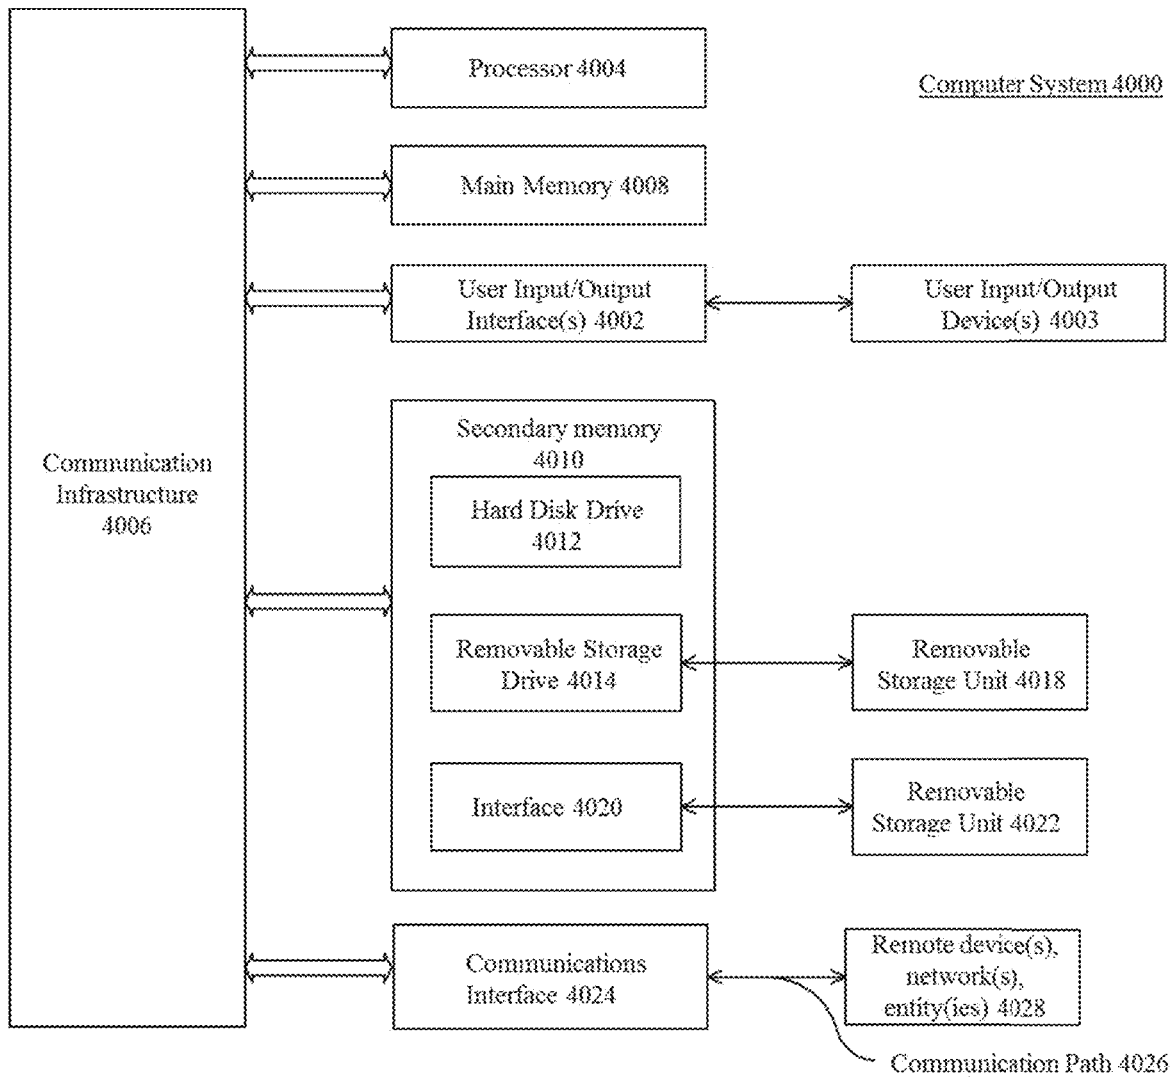 Processor 4004
Computer System 4000
Main Memory 4008
User Input/Output
Interface(s) 4002
User Input/Output
Device(s) 4003
Communication
Infrastructure
4006
Secondary memory
4010
Hard Disk Drive
4012
Removable Storage
Drive 4014
Removable
Storage Unit 4018
Interface 4020
Removable
Storage Unit 4022
Communications
Interface 4024
Remote device(s),
network(s),
entity(ies) 4028
Communication Path 4026